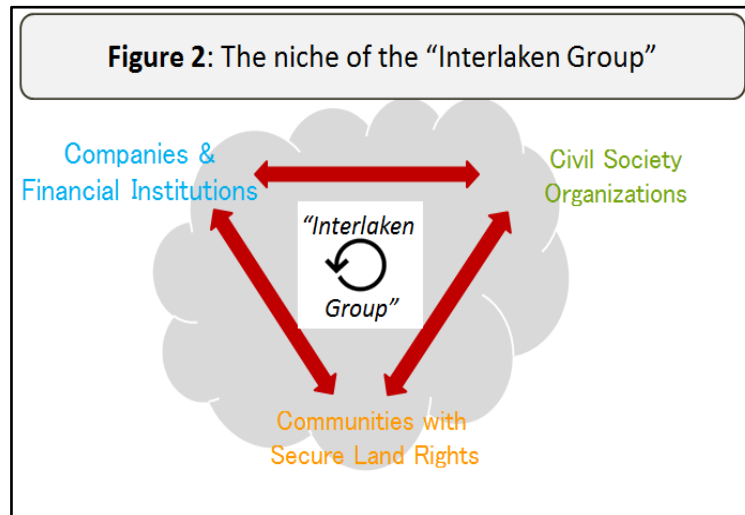 Figure 2: The niche of the “Interlaken Group”
Companies &
Financial Institutions
Civil Society
Organizations
“Interlaken
Group”
Communities with
Secure Land Rights